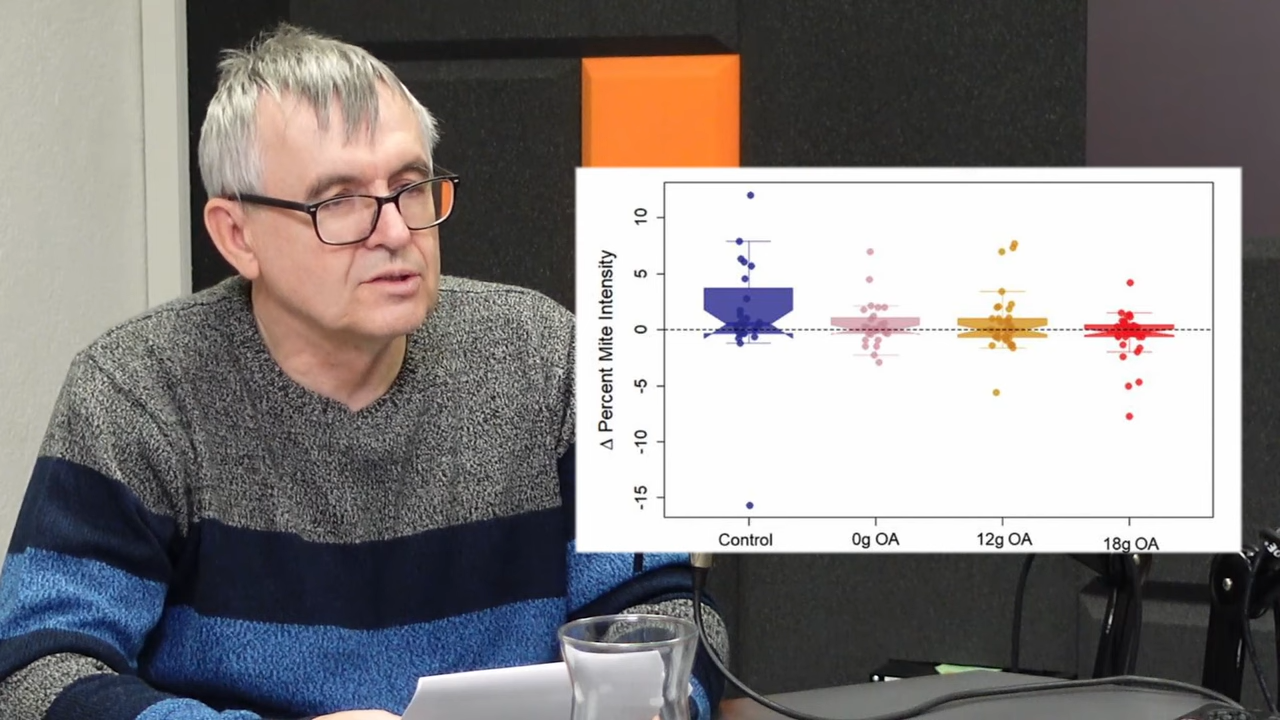 Δ Percent Mite Intensity
10
5
0
-5
-10
-15
Control
0g OA
12g OA
18g OA